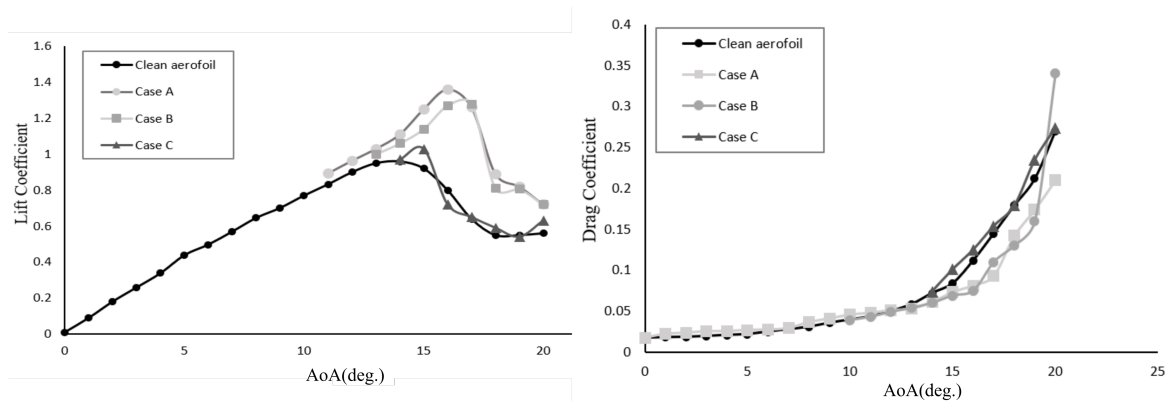 1.6
1.4
1.2
1
0.8
0.6
0.4
0.2
0
Lift Coefficient
Clean aerofoil
Case A
Case B
Case C
0 5 10 15 20
AoA(deg.)
0.4
0.35
0.3
0.25
0.2
0.15
0.1
0.05
0
Drag Coefficient
Clean aerofoil
Case A
Case B
Case C
0 5 10 15 20 25
AoA(deg.)